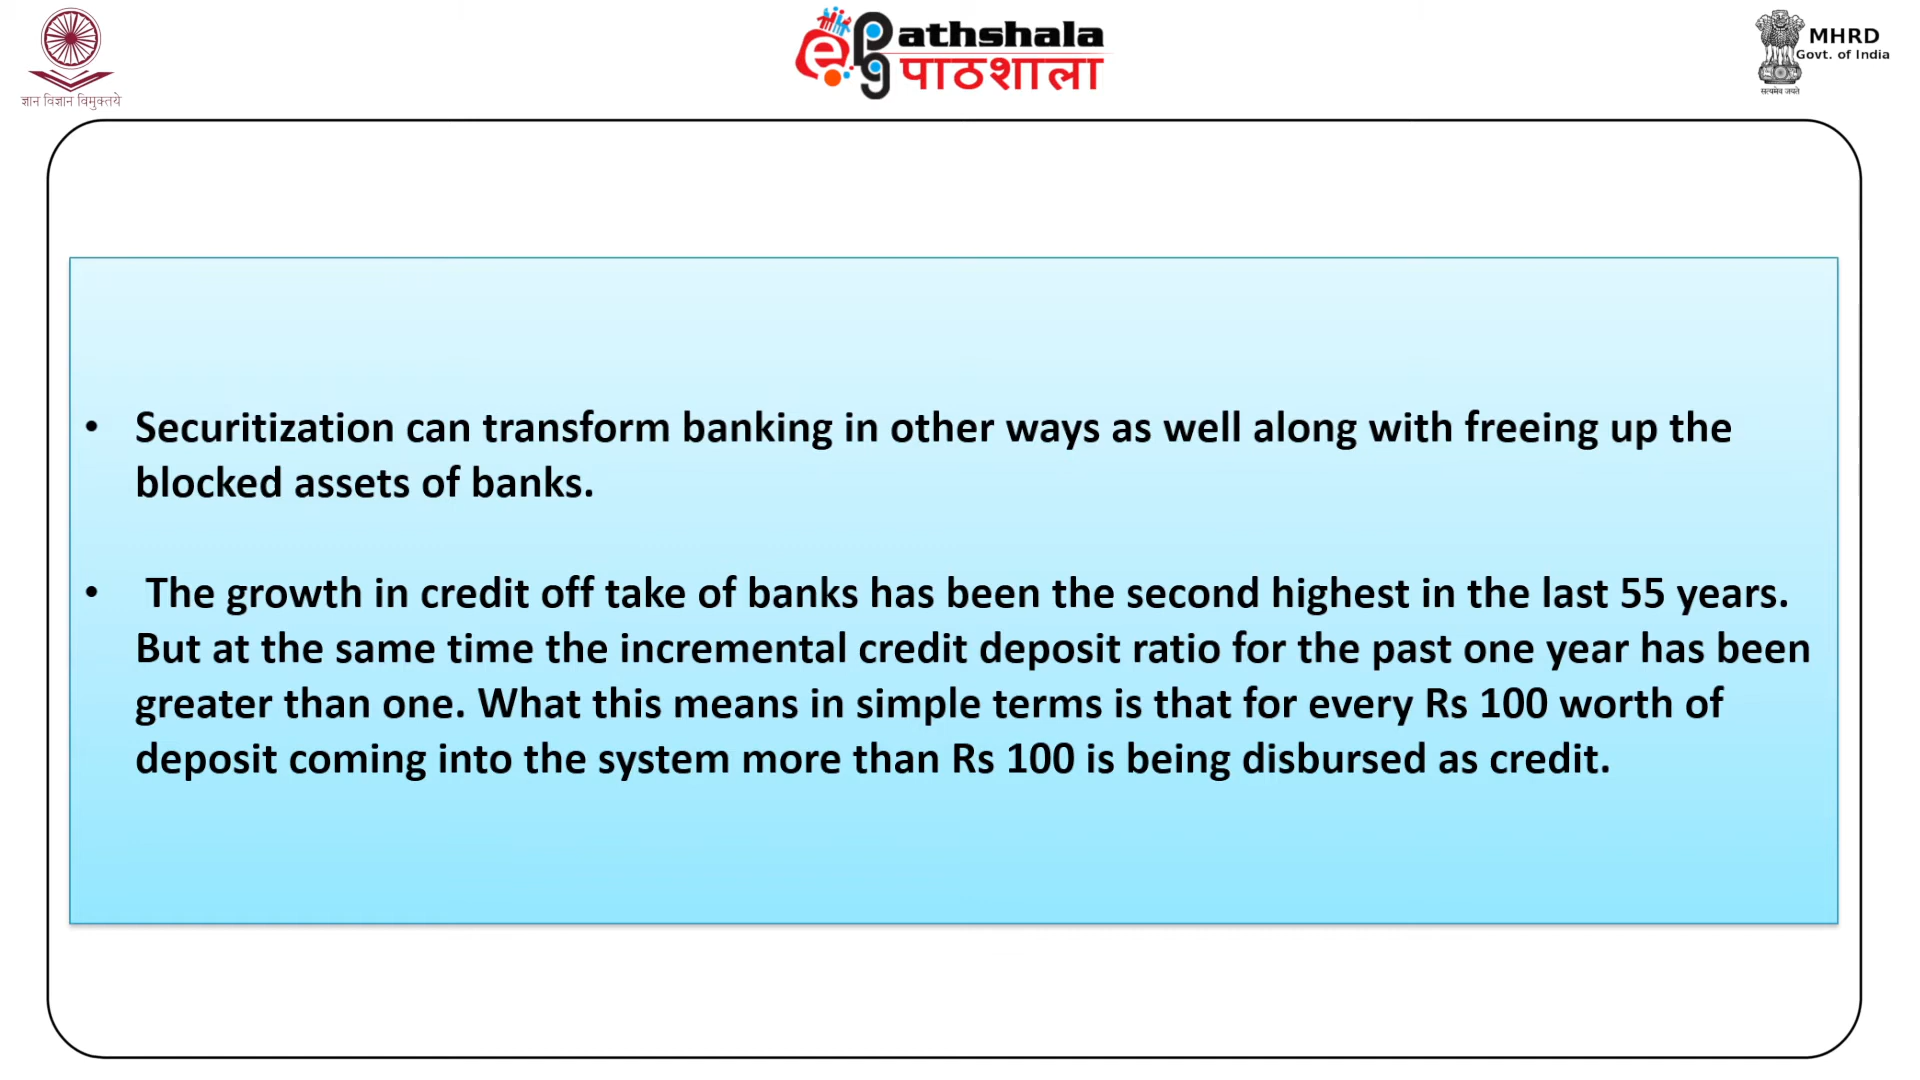 ज्ञान विज्ञान विमुक्तये
e Pg athshala
पाठशाला
MHRD
Govt. of India
सत्यमेव जयते
• Securitization can transform banking in other ways as well along with freeing up the
blocked assets of banks.
• The growth in credit off take of banks has been the second highest in the last 55 years.
But at the same time the incremental credit deposit ratio for the past one year has been
greater than one. What this means in simple terms is that for every Rs 100 worth of
deposit coming into the system more than Rs 100 is being disbursed as credit.